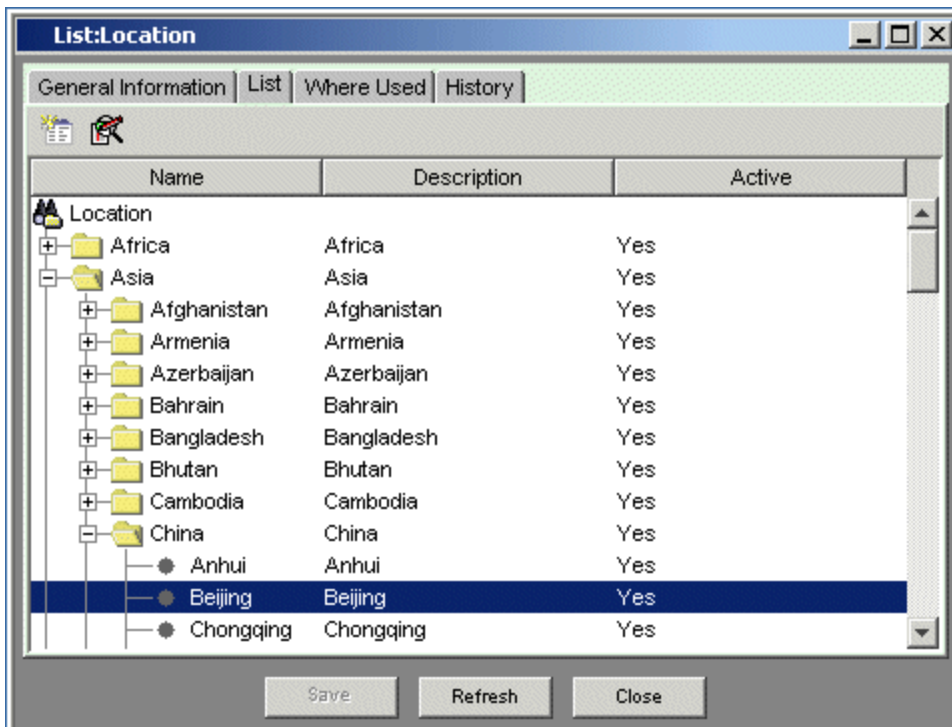 List:Location
General Information List Where Used History
Name Description Active
Location
Africa Africa Yes
Asia Asia Yes
Afghanistan Afghanistan Yes
Armenia Armenia Yes
Azerbaijan Azerbaijan Yes
Bahrain Bahrain Yes
Bangladesh Bangladesh Yes
Bhutan Bhutan Yes
Cambodia Cambodia Yes
China China Yes
Anhui Anhui Yes
Beijing Beijing Yes
Chongqing Chongqing Yes
Save Refresh Close